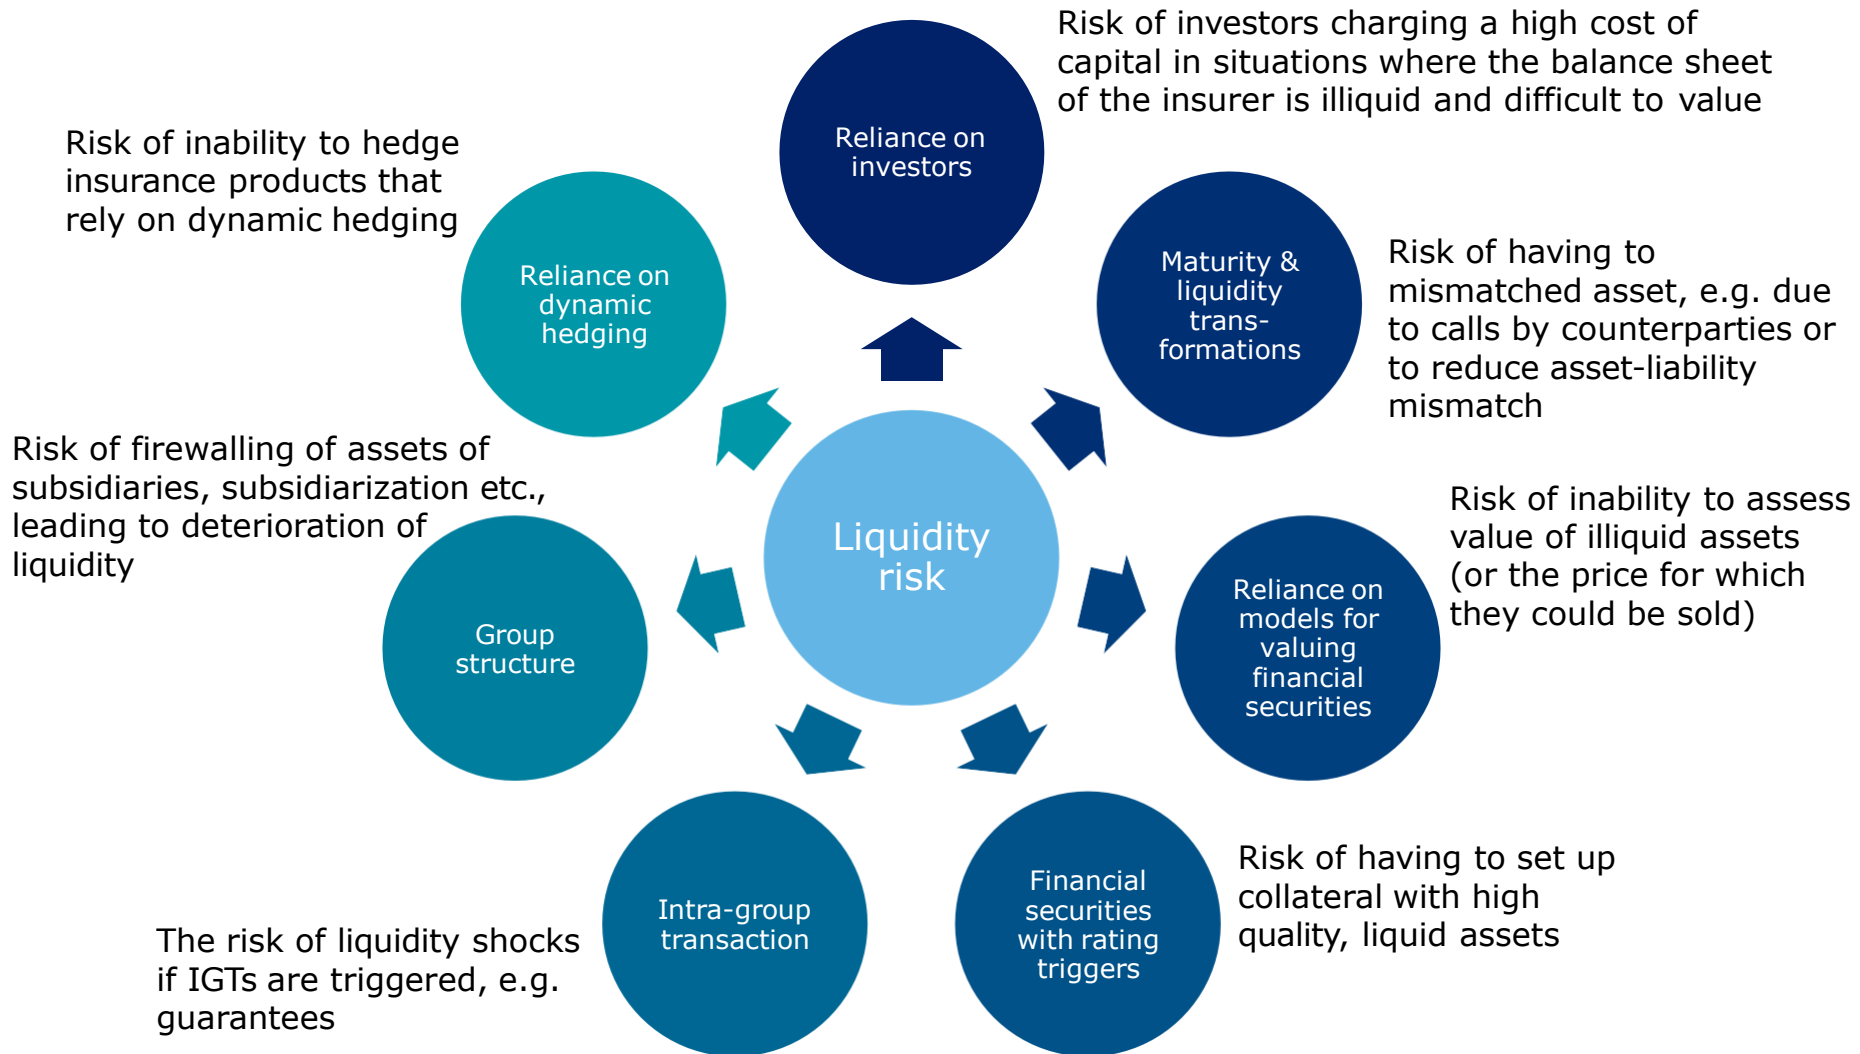 Risk of investors charging a high cost of
capital in situations where the balance sheet
of the insurer is illiquid and difficult to value
Reliance on
investors
Risk of inability to hedge
insurance products that
rely on dynamic hedging
Reliance on
dynamic
hedging
Maturity &
liquidity
trans-
formations
Risk of having to
mismatched asset, e.g. due
to calls by counterparties or
to reduce asset-liability
mismatch
Risk of firewalling of assets of
subsidiaries, subsidiarization etc.,
leading to deterioration of
liquidity
Liquidity
risk
Risk of inability to assess
value of illiquid assets
(or the price for which
they could be sold)
Group
structure
Reliance on
models for
valuing
financial
securities
Intra-group
transaction
Financial
securities
with rating
triggers
Risk of having to set up
collateral with high
quality, liquid assets
The risk of liquidity shocks
if IGTs are triggered, e.g.
guarantees